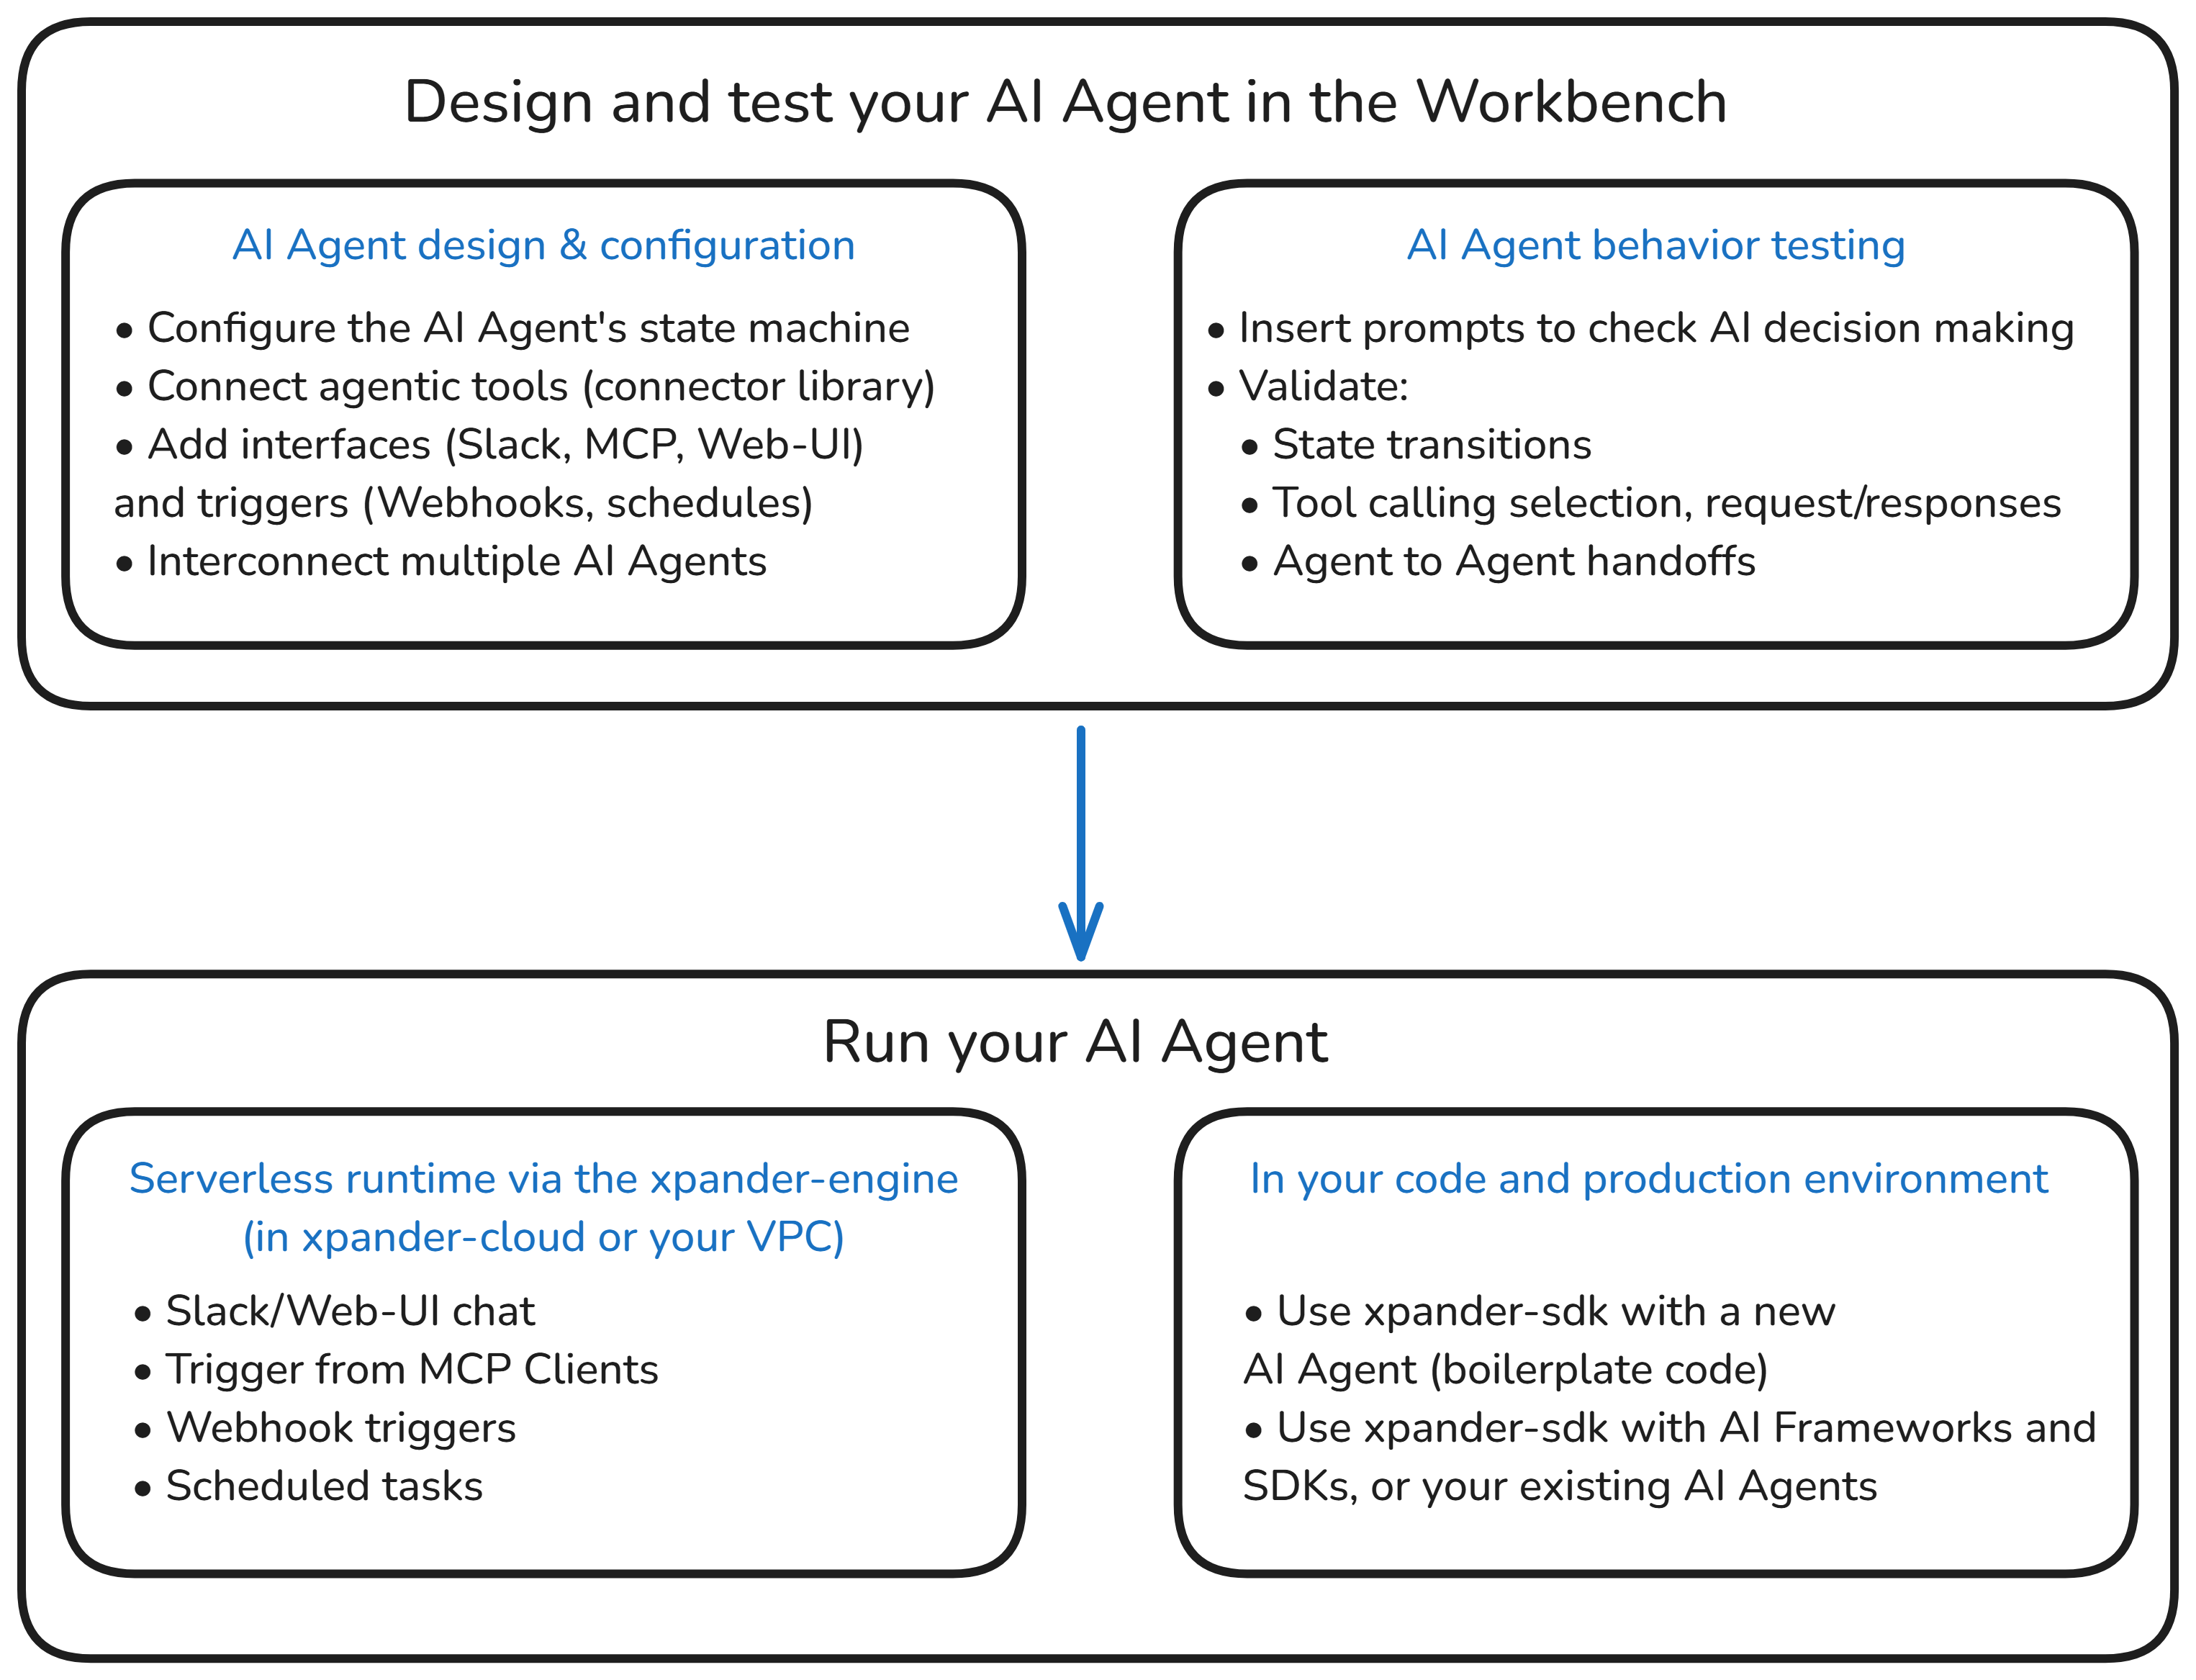 Design and test your AI Agent in the Workbench
AI Agent design & configuration
• Configure the AI Agent's state machine
• Connect agentic tools (connector library)
• Add interfaces (Slack, MCP, Web-UI)
and triggers (Webhooks, schedules)
• Interconnect multiple AI Agents
AI Agent behavior testing
• Insert prompts to check AI decision making
• Validate:
• State transitions
• Tool calling selection, request/responses
• Agent to Agent handoffs
Run your AI Agent
Serverless runtime via the xpander-engine
(in xpander-cloud or your VPC)
• Slack/Web-UI chat
• Trigger from MCP Clients
• Webhook triggers
• Scheduled tasks
In your code and production environment
• Use xpander-sdk with a new
AI Agent (boilerplate code)
• Use xpander-sdk with AI Frameworks and
SDKs, or your existing AI Agents